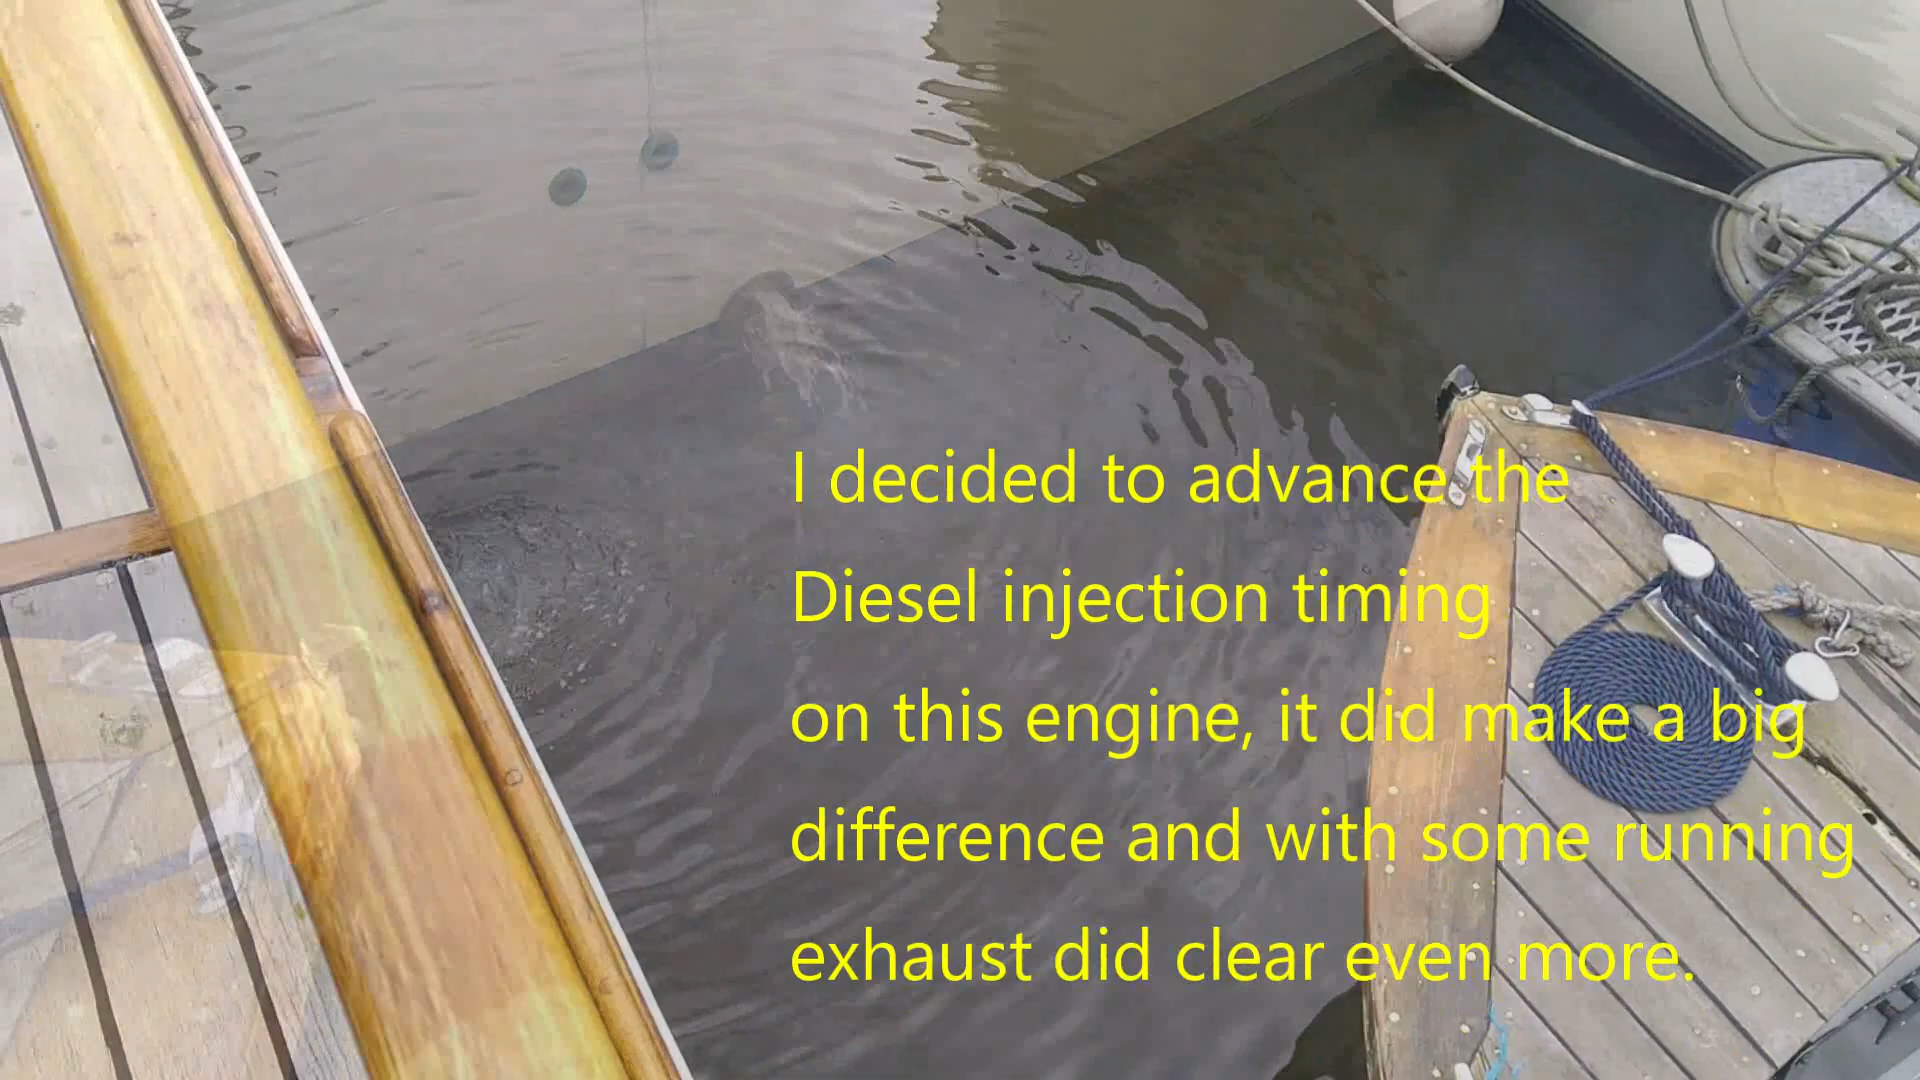 I decided to advance the
Diesel injection timing
on this engine, it did make a big
difference and with some running
exhaust did clear even more.